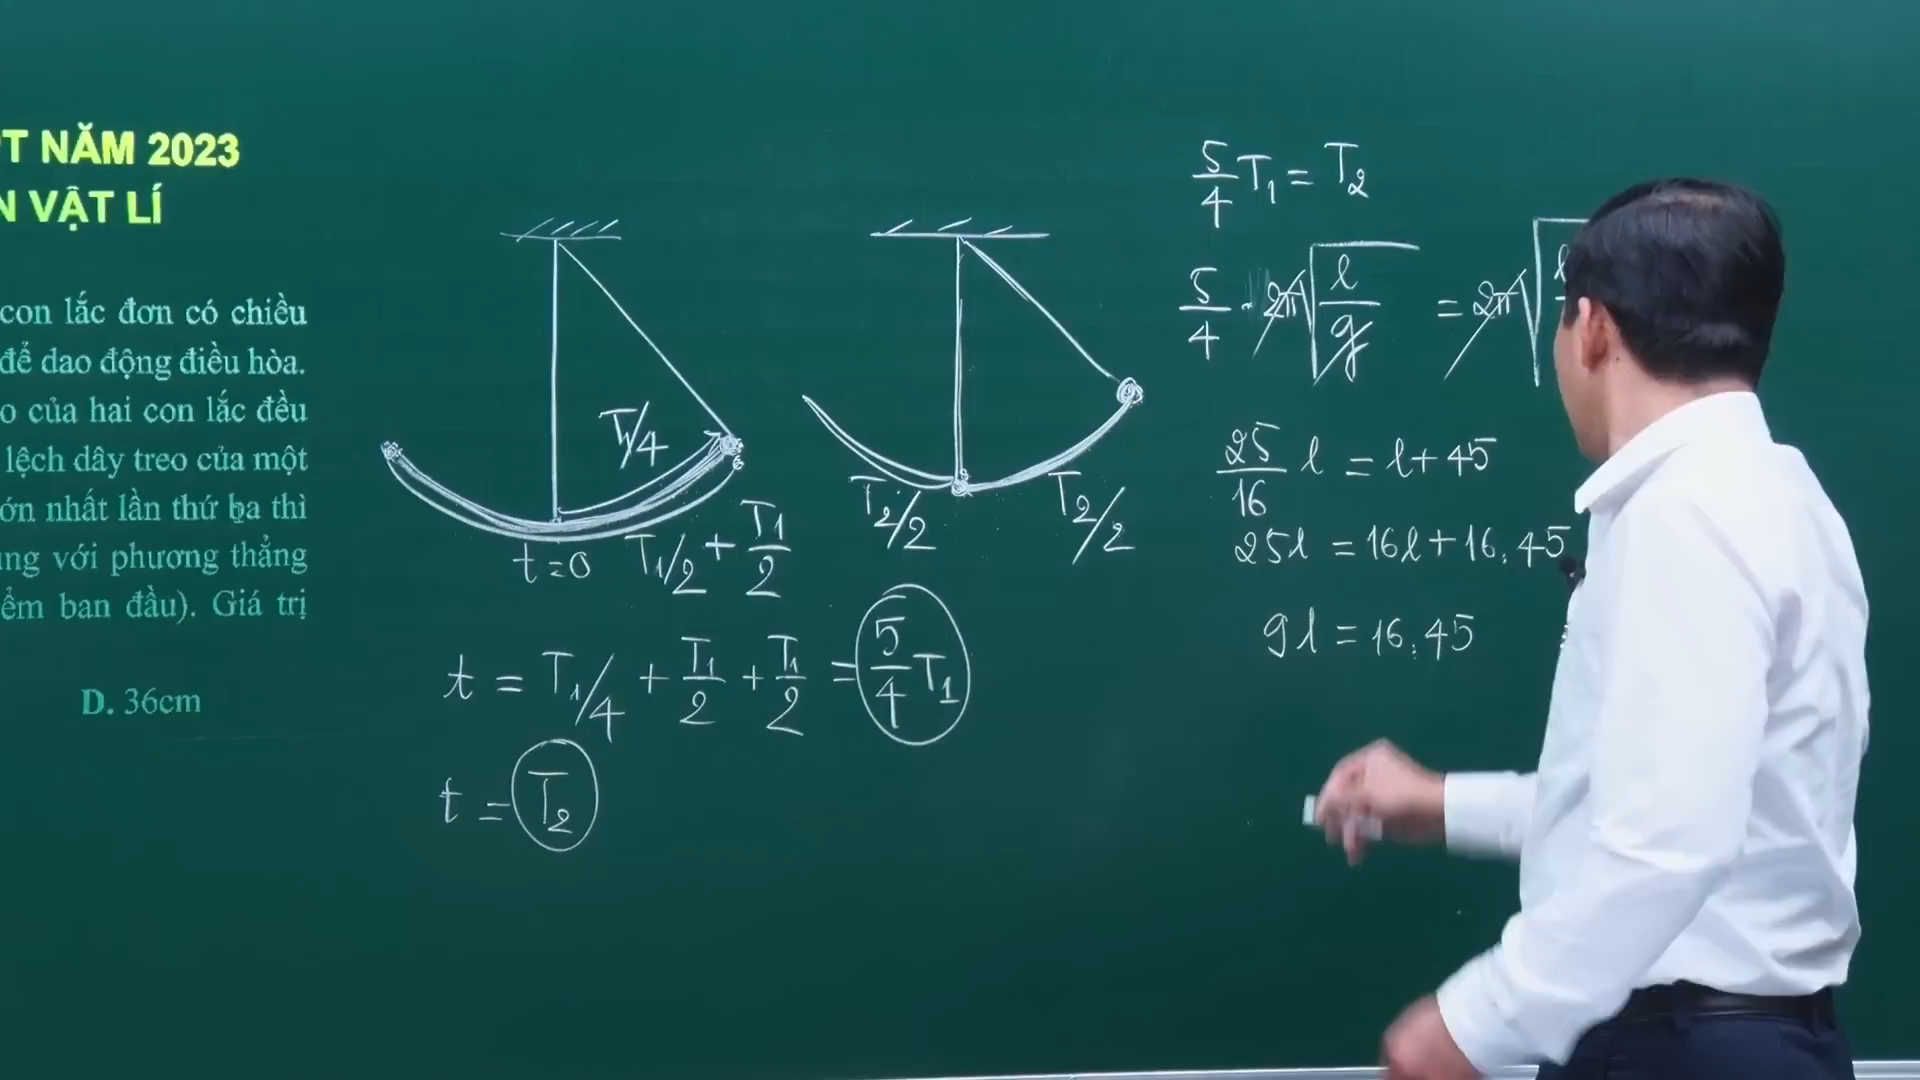 T NĂM 2023
N VẬT LÍ
con lắc đơn có chiều
để dao động điều hòa.
o của hai con lắc đều
lệch dây treo của một
ớn nhất lần thứ ba thì
ng với phương thẳng
ểm ban đầu). Giá trị
D. 36cm
T₁/4
t=0
T₁/2 + T₁/2
t = T₁/4 + T₁/2 + T₁/2 = 5/4 T₁
t = T₂
T₂/2
T₂/2
5/4 T₁ = T₂
5/4 · 2π√(l/g) = 2π√
25/16 l = l + 45
25l = 16l + 16.45
9l = 16.45